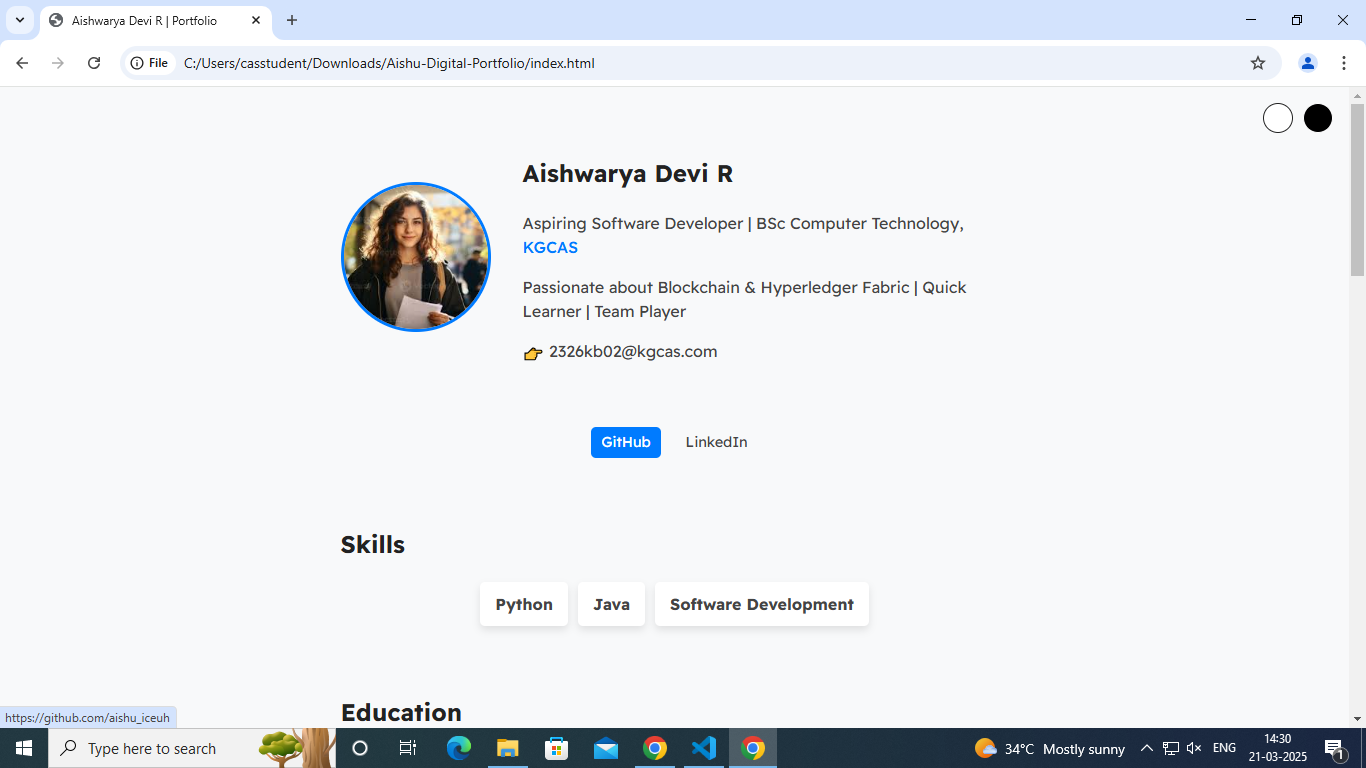 Aishwarya Devi R | Portfolio
File
C:/Users/casstudent/Downloads/Aishu-Digital-Portfolio/index.html
Aishwarya Devi R
Aspiring Software Developer | BSc Computer Technology,
KGCAS
Passionate about Blockchain & Hyperledger Fabric | Quick
Learner | Team Player
👉 2326kb02@kgcas.com
GitHub LinkedIn
Skills
Python Java Software Development
Education
https://github.com/aishu_iceuh
Type here to search
34°C Mostly sunny
ENG
14:30
21-03-2025
1